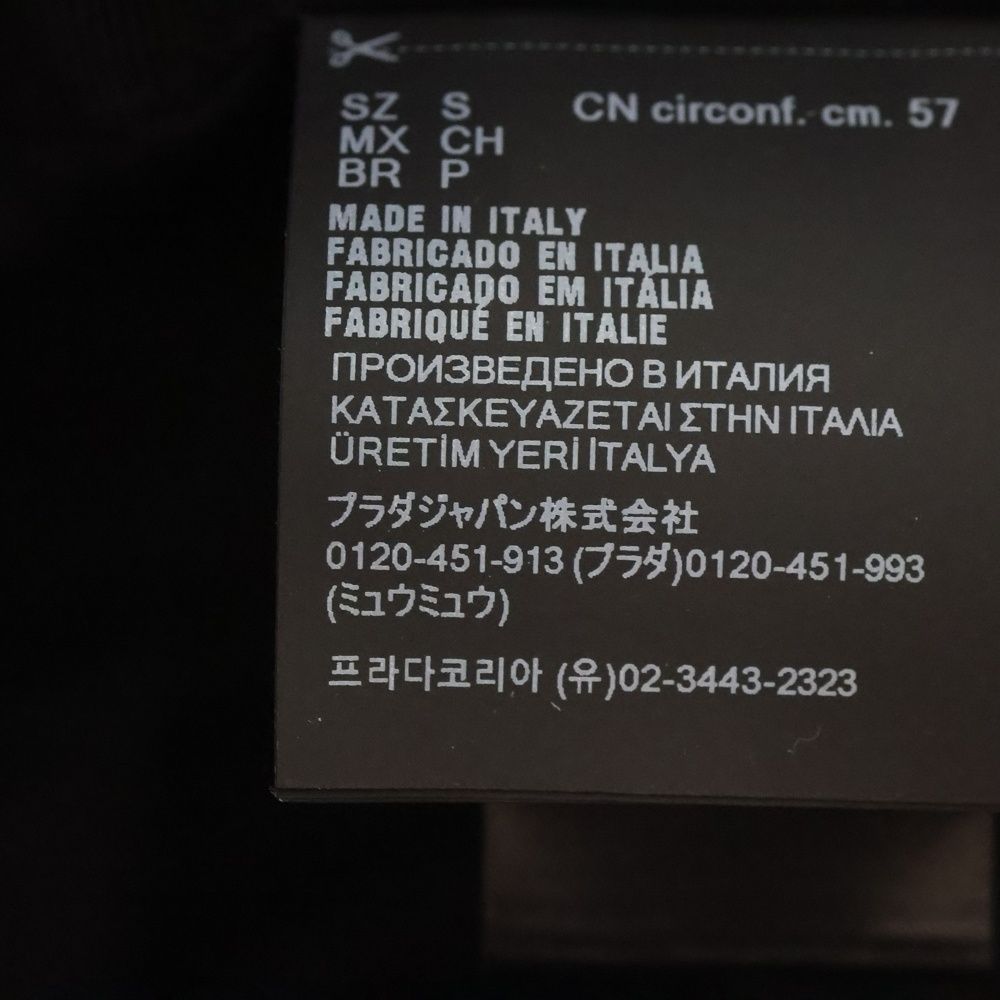 SZ S CN circonf. cm. 57
MX CH
BR P
MADE IN ITALY
FABRICADO EN ITALIA
FABRICADO EM ITÁLIA
FABRIQUÉ EN ITALIE
ПРОИЗВЕДЕНО В ИТАЛИЯ
ΚΑΤΑΣΚΕΥΑΖΕΤΑΙ ΣΤΗΝ ΙΤΑΛΙΑ
ÜRETİM YERİ İTALYA
プラダジャパン株式会社
0120-451-913 (プラダ)0120-451-993
(ミュウミュウ)
프라다코리아 (유)02-3443-2323